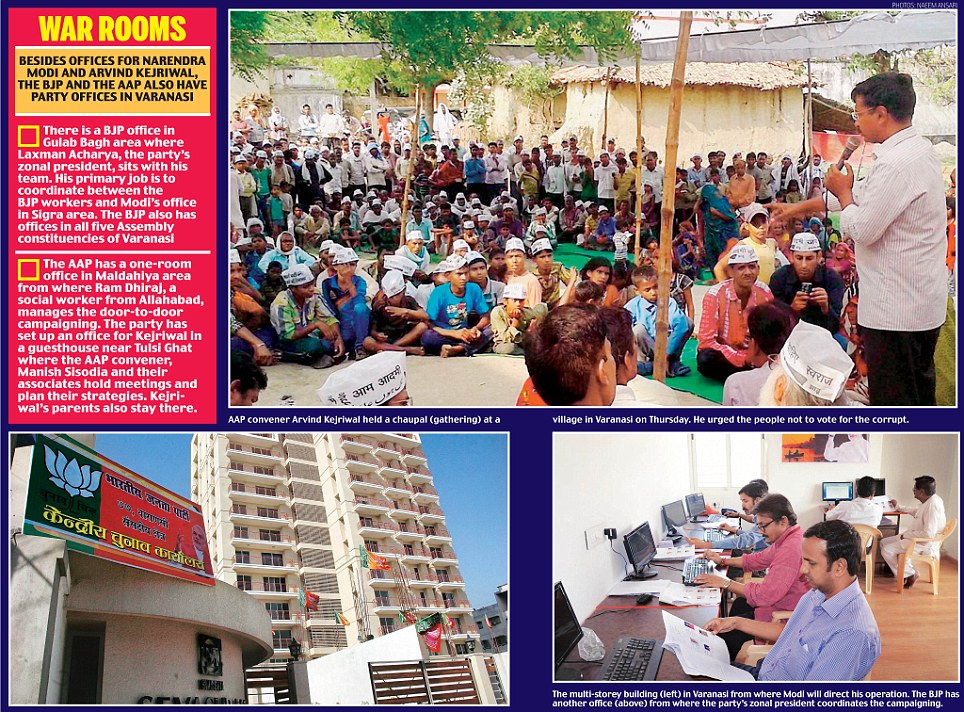 PHOTOS: NAEEM ANSARI
WAR ROOMS
BESIDES OFFICES FOR NARENDRA
MODI AND ARVIND KEJRIWAL,
THE BJP AND THE AAP ALSO HAVE
PARTY OFFICES IN VARANASI
There is a BJP office in
Gulab Bagh area where
Laxman Acharya, the party's
zonal president, sits with his
team. His primary job is to
coordinate between the
BJP workers and Modi's office
in Sigra area. The BJP also has
offices in all five Assembly
constituencies of Varanasi
The AAP has a one-room
office in Maldahiya area
from where Ram Dhiraj, a
social worker from Allahabad,
manages the door-to-door
campaigning. The party has
set up an office for Kejriwal in
a guesthouse near Tulsi Ghat
where the AAP convener,
Manish Sisodia and their
associates hold meetings and
plan their strategies. Kejri-
wal's parents also stay there.
आम आदमी
स्वराज
AAP convener Arvind Kejriwal held a chaupal (gathering) at a
village in Varanasi on Thursday. He urged the people not to vote for the corrupt.
भारतीय जनता पार्टी
७७, वाराणसी
संसदीय क्षेत्र
चुनाव चिन्ह
केन्द्रीय चुनाव कार्यालय
The multi-storey building (left) in Varanasi from where Modi will direct his operation. The BJP has
another office (above) from where the party's zonal president coordinates the campaigning.